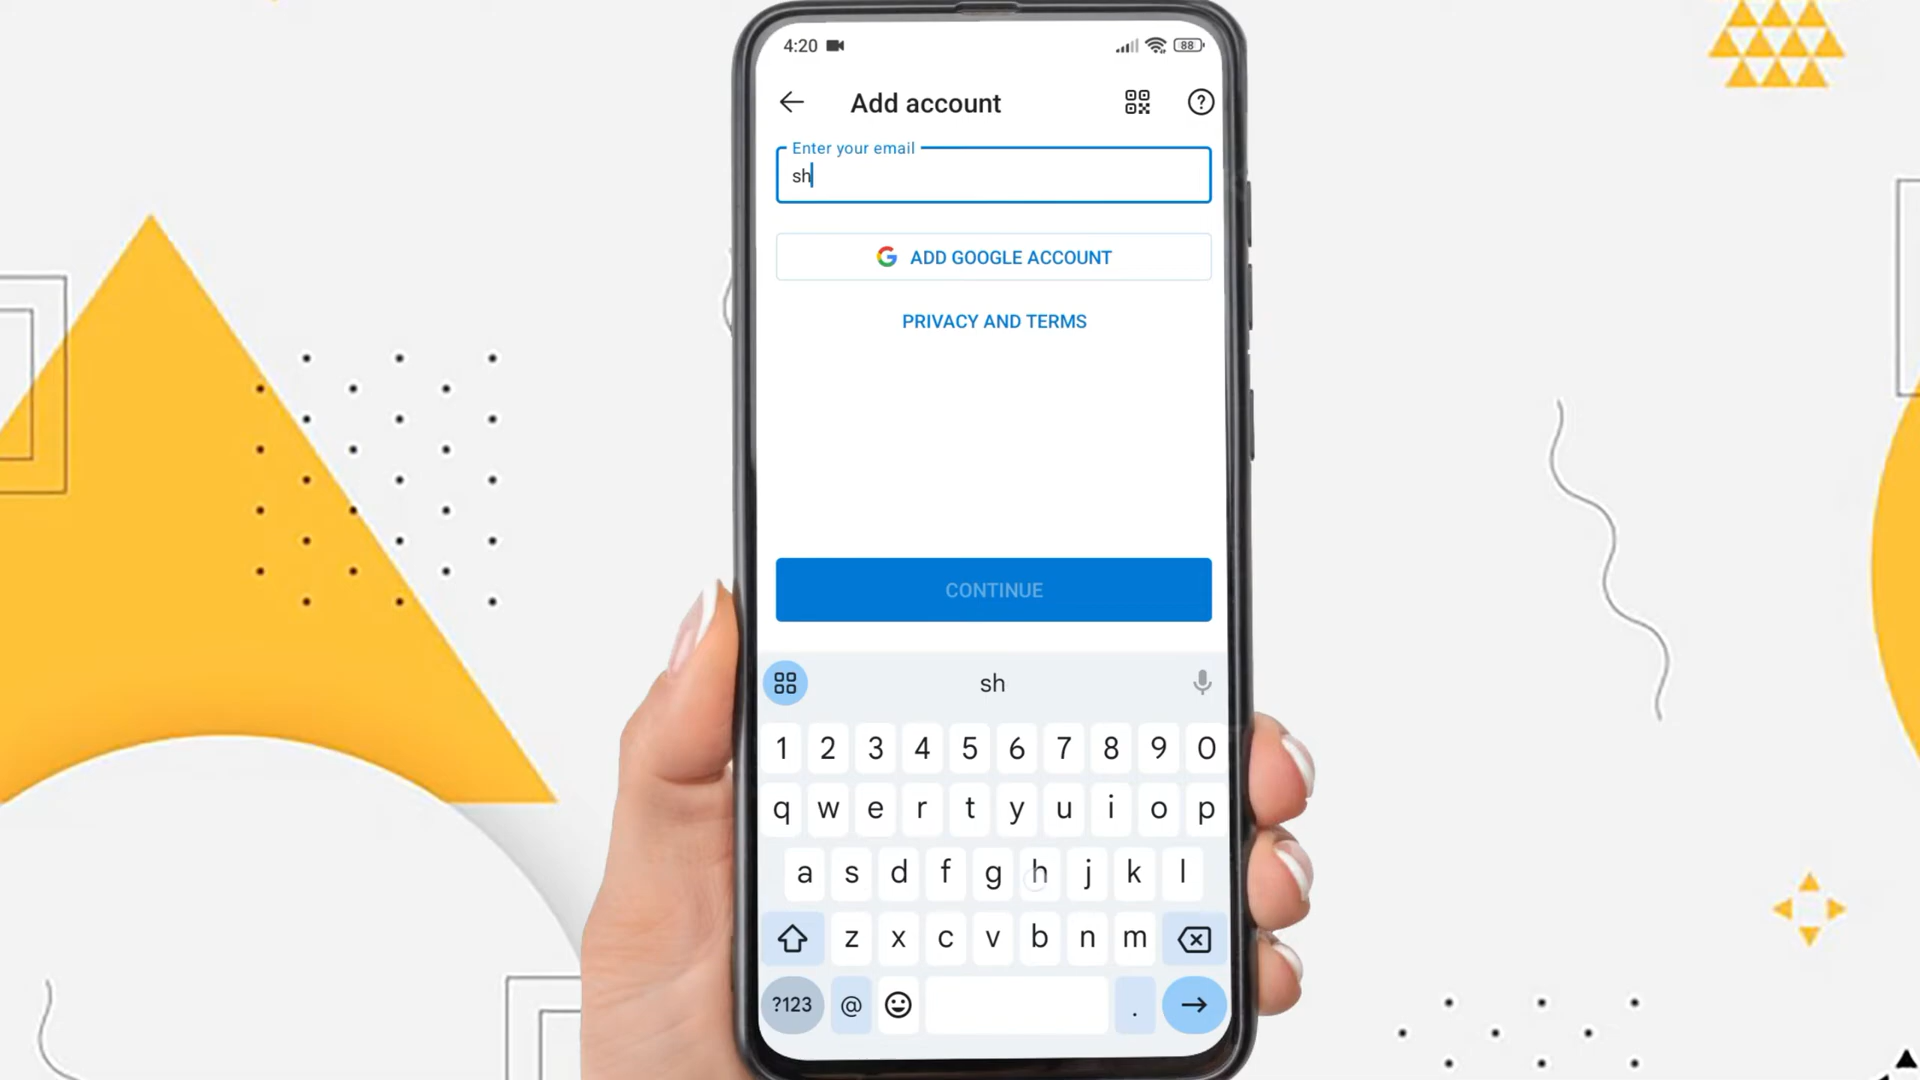 4:20 88
Add account
Enter your email
sh
ADD GOOGLE ACCOUNT
PRIVACY AND TERMS
CONTINUE
sh
1 2 3 4 5 6 7 8 9 0
q w e r t y u i o p
a s d f g h j k l
z x c v b n m
?123 @ .